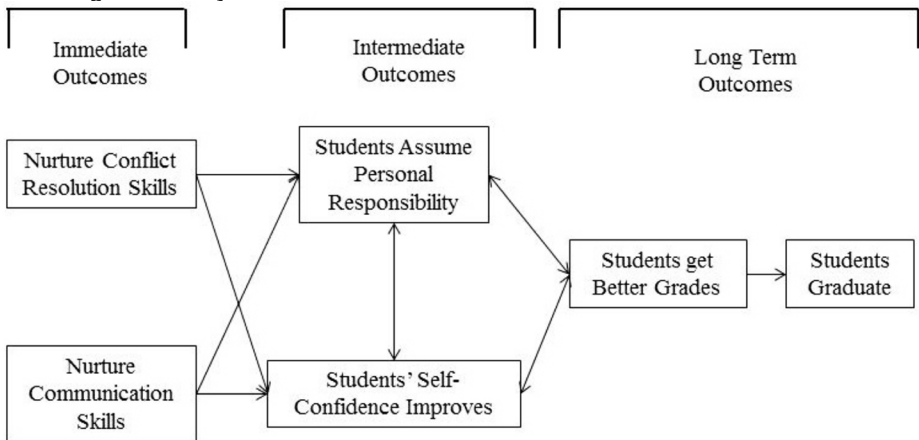 Immediate
Outcomes
Intermediate
Outcomes
Long Term
Outcomes
Nurture Conflict
Resolution Skills
Students Assume
Personal
Responsibility
Students get
Better Grades
Students
Graduate
Nurture
Communication
Skills
Students' Self-
Confidence Improves